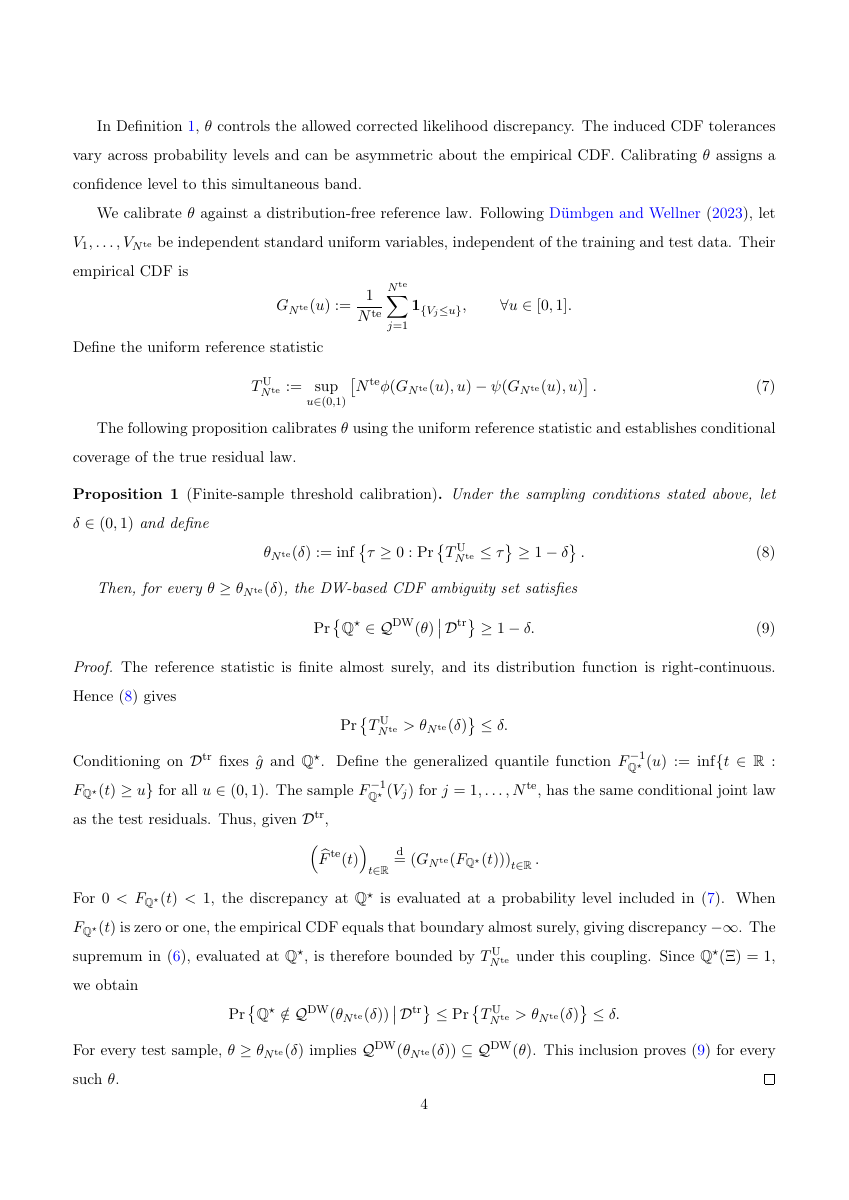 In Definition 1, θ controls the allowed corrected likelihood discrepancy. The induced CDF tolerances
vary across probability levels and can be asymmetric about the empirical CDF. Calibrating θ assigns a
confidence level to this simultaneous band.
We calibrate θ against a distribution-free reference law. Following Dümbgen and Wellner (2023), let
V₁, . . . , V_{N^{te}} be independent standard uniform variables, independent of the training and test data. Their
empirical CDF is
G_{N^{te}}(u) := \frac{1}{N^{te}} \sum_{j=1}^{N^{te}} 1_{\{V_j ≤ u\}},  ∀u ∈ [0, 1].
Define the uniform reference statistic
T^U_{N^{te}} := \sup_{u∈(0,1)} [N^{te}ϕ(G_{N^{te}}(u), u) − ψ(G_{N^{te}}(u), u)] . (7)
The following proposition calibrates θ using the uniform reference statistic and establishes conditional
coverage of the true residual law.
Proposition 1 (Finite-sample threshold calibration). Under the sampling conditions stated above, let
δ ∈ (0, 1) and define
θ_{N^{te}}(δ) := inf {τ ≥ 0 : Pr {T^U_{N^{te}} ≤ τ} ≥ 1 − δ} . (8)
Then, for every θ ≥ θ_{N^{te}}(δ), the DW-based CDF ambiguity set satisfies
Pr {ℚ⋆ ∈ 𝒬^{DW}(θ) | 𝒟^{tr}} ≥ 1 − δ. (9)
Proof. The reference statistic is finite almost surely, and its distribution function is right-continuous.
Hence (8) gives
Pr {T^U_{N^{te}} > θ_{N^{te}}(δ)} ≤ δ.
Conditioning on 𝒟^{tr} fixes ĝ and ℚ⋆. Define the generalized quantile function F^{−1}_{ℚ⋆}(u) := inf{t ∈ ℝ :
F_{ℚ⋆}(t) ≥ u} for all u ∈ (0, 1). The sample F^{−1}_{ℚ⋆}(V_j) for j = 1, . . . , N^{te}, has the same conditional joint law
as the test residuals. Thus, given 𝒟^{tr},
(\widehat{F}^{te}(t))_{t∈ℝ} \overset{d}{=} (G_{N^{te}}(F_{ℚ⋆}(t)))_{t∈ℝ} .
For 0 < F_{ℚ⋆}(t) < 1, the discrepancy at ℚ⋆ is evaluated at a probability level included in (7). When
F_{ℚ⋆}(t) is zero or one, the empirical CDF equals that boundary almost surely, giving discrepancy −∞. The
supremum in (6), evaluated at ℚ⋆, is therefore bounded by T^U_{N^{te}} under this coupling. Since ℚ⋆(Ξ) = 1,
we obtain
Pr {ℚ⋆ ∉ 𝒬^{DW}(θ_{N^{te}}(δ)) | 𝒟^{tr}} ≤ Pr {T^U_{N^{te}} > θ_{N^{te}}(δ)} ≤ δ.
For every test sample, θ ≥ θ_{N^{te}}(δ) implies 𝒬^{DW}(θ_{N^{te}}(δ)) ⊆ 𝒬^{DW}(θ). This inclusion proves (9) for every
such θ. □
4